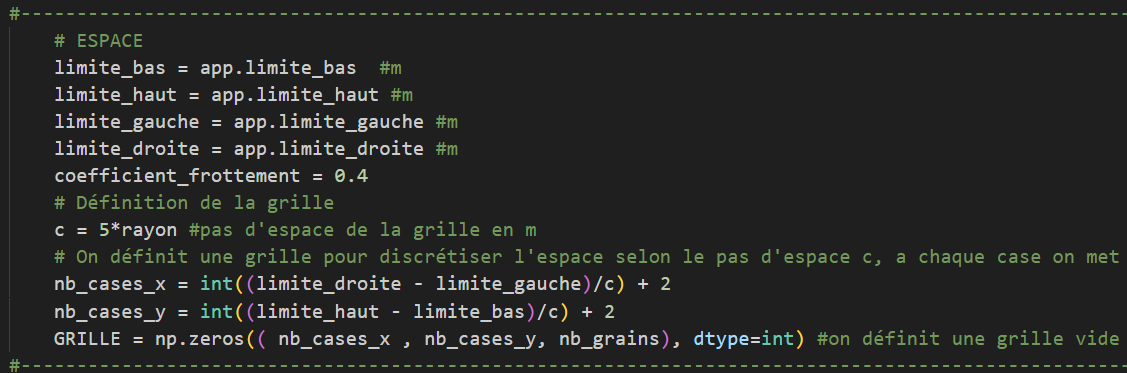 #----------------------------------------------------------------------------------------------------
# ESPACE
limite_bas = app.limite_bas  #m
limite_haut = app.limite_haut #m
limite_gauche = app.limite_gauche #m
limite_droite = app.limite_droite #m
coefficient_frottement = 0.4
# Définition de la grille
c = 5*rayon #pas d'espace de la grille en m
# On définit une grille pour discrétiser l'espace selon le pas d'espace c, a chaque case on met
nb_cases_x = int((limite_droite - limite_gauche)/c) + 2
nb_cases_y = int((limite_haut - limite_bas)/c) + 2
GRILLE = np.zeros(( nb_cases_x , nb_cases_y, nb_grains), dtype=int) #on définit une grille vide
#----------------------------------------------------------------------------------------------------